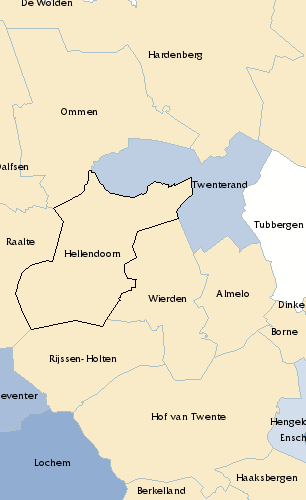 De Wolden
Hardenberg
Ommen
Dalfsen
Twenterand
Tubbergen
Raalte
Hellendoorn
Wierden
Almelo
Dinke
Borne
Rijssen-Holten
eventer
Hof van Twente
Hengel
Ensch
Lochem
Haaksbergen
Berkelland